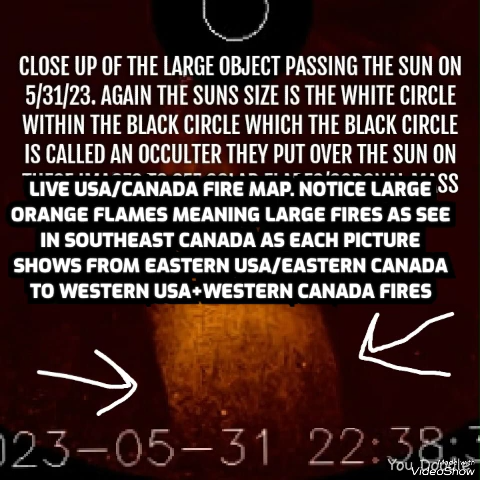 CLOSE UP OF THE LARGE OBJECT PASSING THE SUN ON
5/31/23. AGAIN THE SUNS SIZE IS THE WHITE CIRCLE
WITHIN THE BLACK CIRCLE WHICH THE BLACK CIRCLE
IS CALLED AN OCCULTER THEY PUT OVER THE SUN ON
SS
LIVE USA/CANADA FIRE MAP. NOTICE LARGE
ORANGE FLAMES MEANING LARGE FIRES AS SEE
IN SOUTHEAST CANADA AS EACH PICTURE
SHOWS FROM EASTERN USA/EASTERN CANADA
TO WESTERN USA+WESTERN CANADA FIRES
023-05-31 22:38:3
Made with
VideoShow